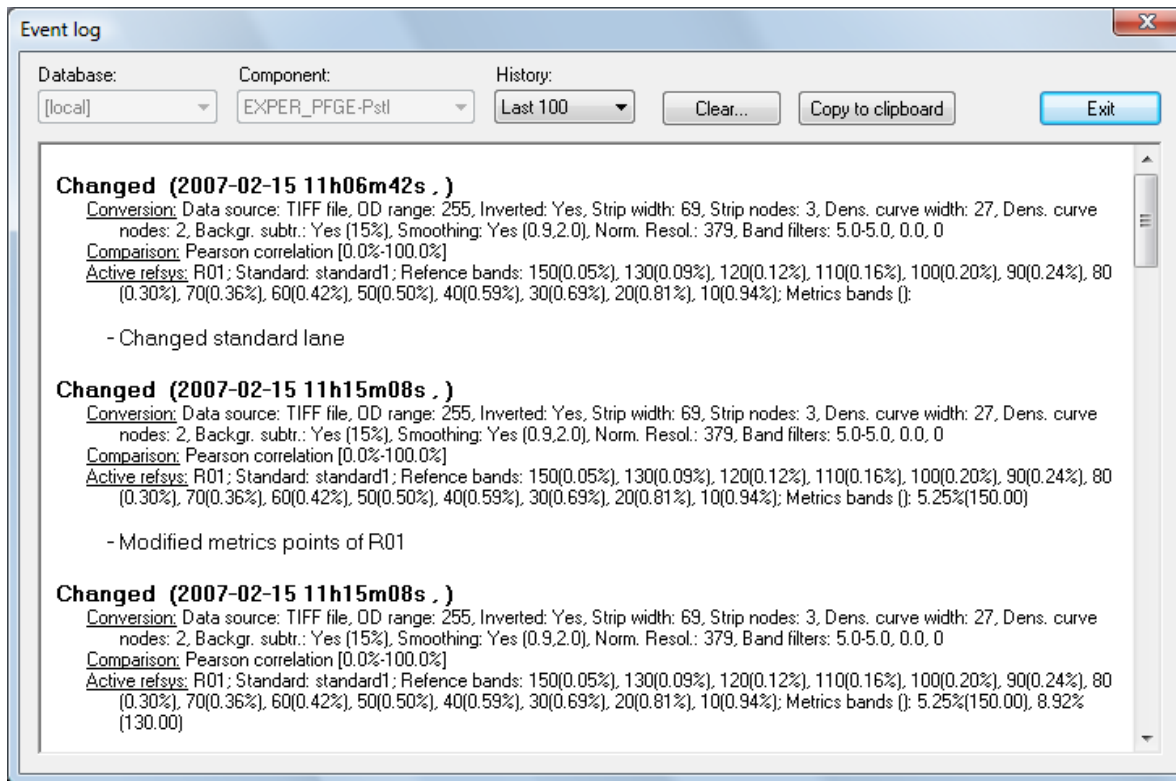 Event log
Database:
Component:
History:
[local]
EXPER_PFGE-PstI
Last 100
Clear...
Copy to clipboard
Exit
Changed (2007-02-15 11h06m42s , )
Conversion: Data source: TIFF file, OD range: 255, Inverted: Yes, Strip width: 69, Strip nodes: 3, Dens. curve width: 27, Dens. curve
nodes: 2, Backgr. subtr.: Yes (15%), Smoothing: Yes (0.9,2.0), Norm. Resol.: 379, Band filters: 5.0-5.0, 0.0, 0
Comparison: Pearson correlation [0.0%-100.0%]
Active refsys: R01; Standard: standard1; Refence bands: 150(0.05%), 130(0.09%), 120(0.12%), 110(0.16%), 100(0.20%), 90(0.24%), 80
(0.30%), 70(0.36%), 60(0.42%), 50(0.50%), 40(0.59%), 30(0.69%), 20(0.81%), 10(0.94%); Metrics bands ():
- Changed standard lane
Changed (2007-02-15 11h15m08s , )
Conversion: Data source: TIFF file, OD range: 255, Inverted: Yes, Strip width: 69, Strip nodes: 3, Dens. curve width: 27, Dens. curve
nodes: 2, Backgr. subtr.: Yes (15%), Smoothing: Yes (0.9,2.0), Norm. Resol.: 379, Band filters: 5.0-5.0, 0.0, 0
Comparison: Pearson correlation [0.0%-100.0%]
Active refsys: R01; Standard: standard1; Refence bands: 150(0.05%), 130(0.09%), 120(0.12%), 110(0.16%), 100(0.20%), 90(0.24%), 80
(0.30%), 70(0.36%), 60(0.42%), 50(0.50%), 40(0.59%), 30(0.69%), 20(0.81%), 10(0.94%); Metrics bands (): 5.25%(150.00)
- Modified metrics points of R01
Changed (2007-02-15 11h15m08s , )
Conversion: Data source: TIFF file, OD range: 255, Inverted: Yes, Strip width: 69, Strip nodes: 3, Dens. curve width: 27, Dens. curve
nodes: 2, Backgr. subtr.: Yes (15%), Smoothing: Yes (0.9,2.0), Norm. Resol.: 379, Band filters: 5.0-5.0, 0.0, 0
Comparison: Pearson correlation [0.0%-100.0%]
Active refsys: R01; Standard: standard1; Refence bands: 150(0.05%), 130(0.09%), 120(0.12%), 110(0.16%), 100(0.20%), 90(0.24%), 80
(0.30%), 70(0.36%), 60(0.42%), 50(0.50%), 40(0.59%), 30(0.69%), 20(0.81%), 10(0.94%); Metrics bands (): 5.25%(150.00), 8.92%
(130.00)